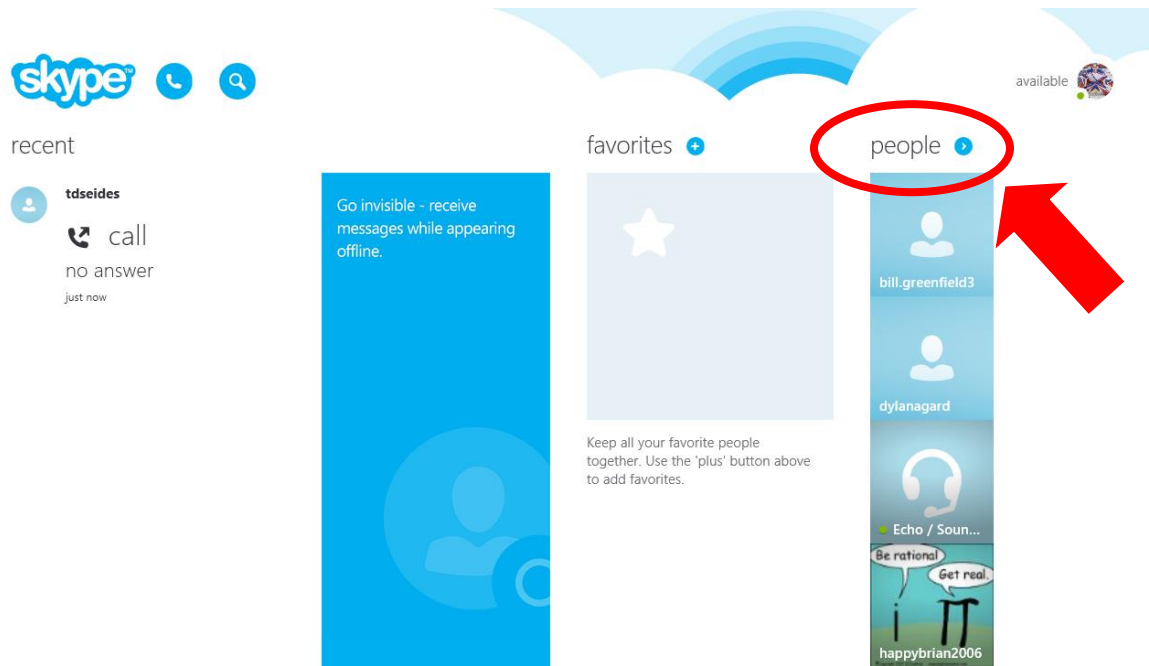 skype
available
recent
favorites
people
tdseides
call
no answer
just now
Go invisible - receive
messages while appearing
offline.
Keep all your favorite people
together. Use the 'plus' button above
to add favorites.
bill.greenfield3
dylanagard
Echo / Soun...
Be rational
Get real.
i π
happybrian2006